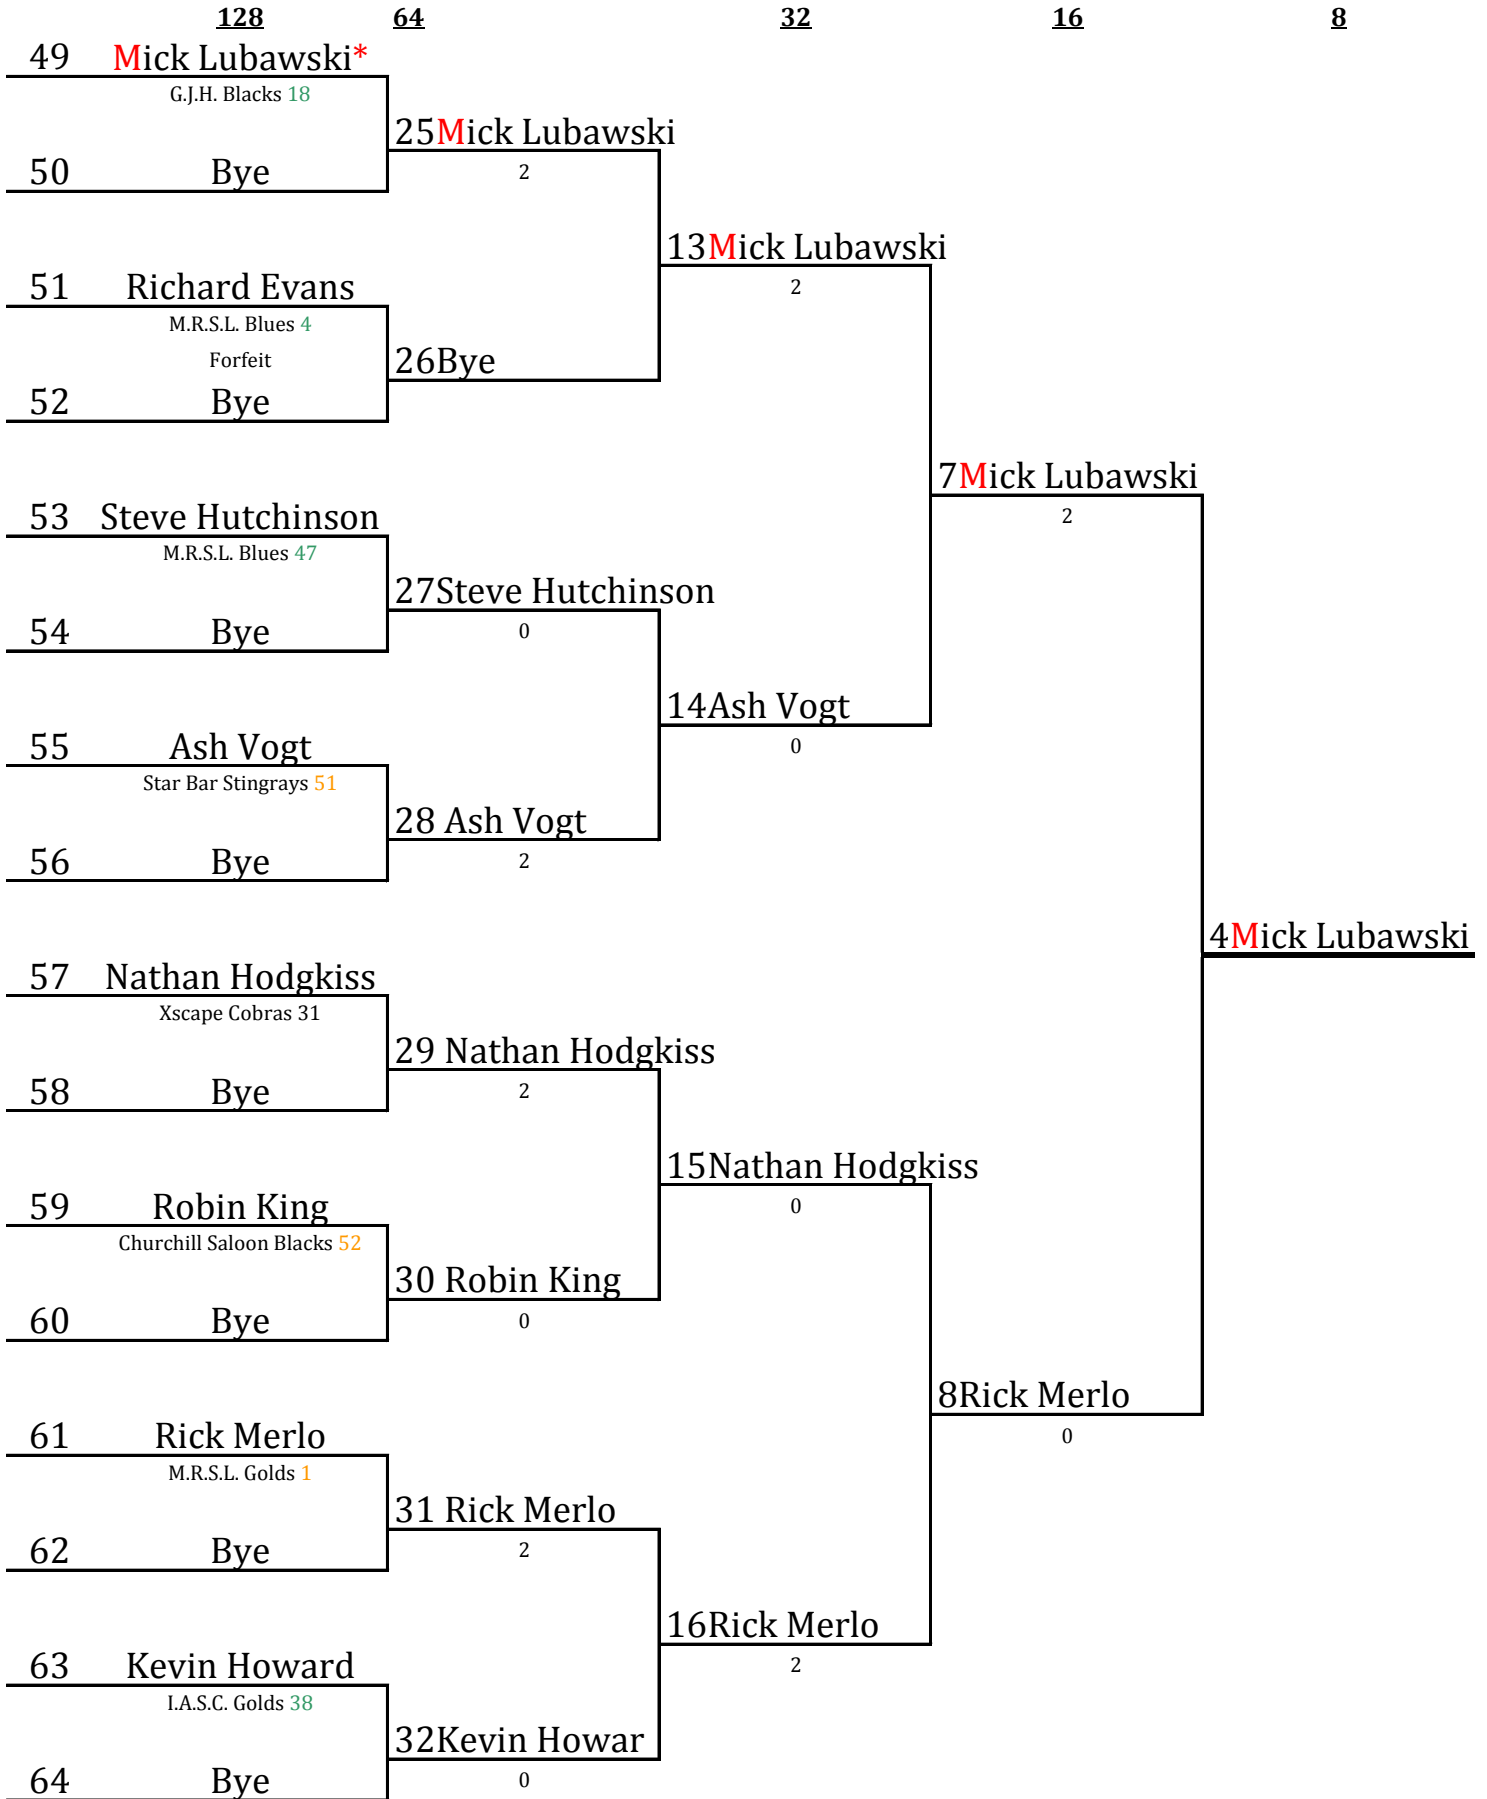 128 64 32 16 8
49 Mick Lubawski*
G.J.H. Blacks 18
25Mick Lubawski
50 Bye
2
13Mick Lubawski
51 Richard Evans
2
M.R.S.L. Blues 4
Forfeit
26Bye
52 Bye
7Mick Lubawski
53 Steve Hutchinson
2
M.R.S.L. Blues 47
27Steve Hutchinson
54 Bye
0
14Ash Vogt
55 Ash Vogt
0
Star Bar Stingrays 51
28 Ash Vogt
56 Bye
2
4Mick Lubawski
57 Nathan Hodgkiss
Xscape Cobras 31
29 Nathan Hodgkiss
58 Bye
2
15Nathan Hodgkiss
59 Robin King
0
Churchill Saloon Blacks 52
30 Robin King
60 Bye
0
8Rick Merlo
61 Rick Merlo
0
M.R.S.L. Golds 1
31 Rick Merlo
62 Bye
2
16Rick Merlo
63 Kevin Howard
2
I.A.S.C. Golds 38
32Kevin Howar
64 Bye
0